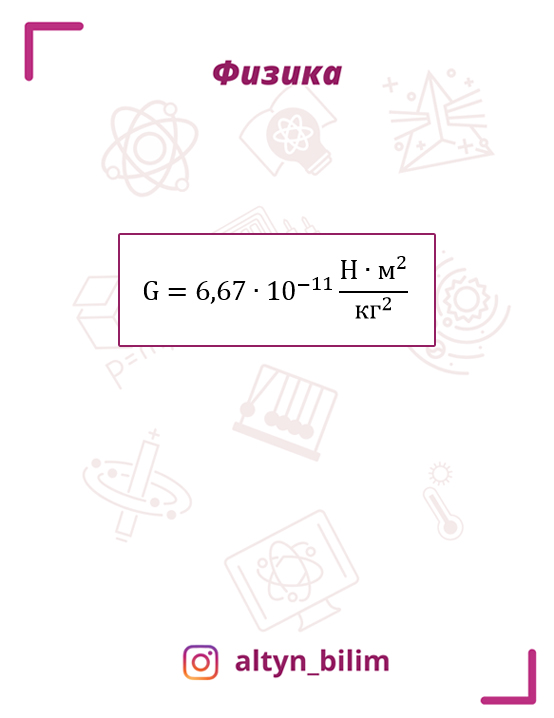 Физика
G = 6,67 · 10⁻¹¹ Н · м² / кг²
altyn_bilim